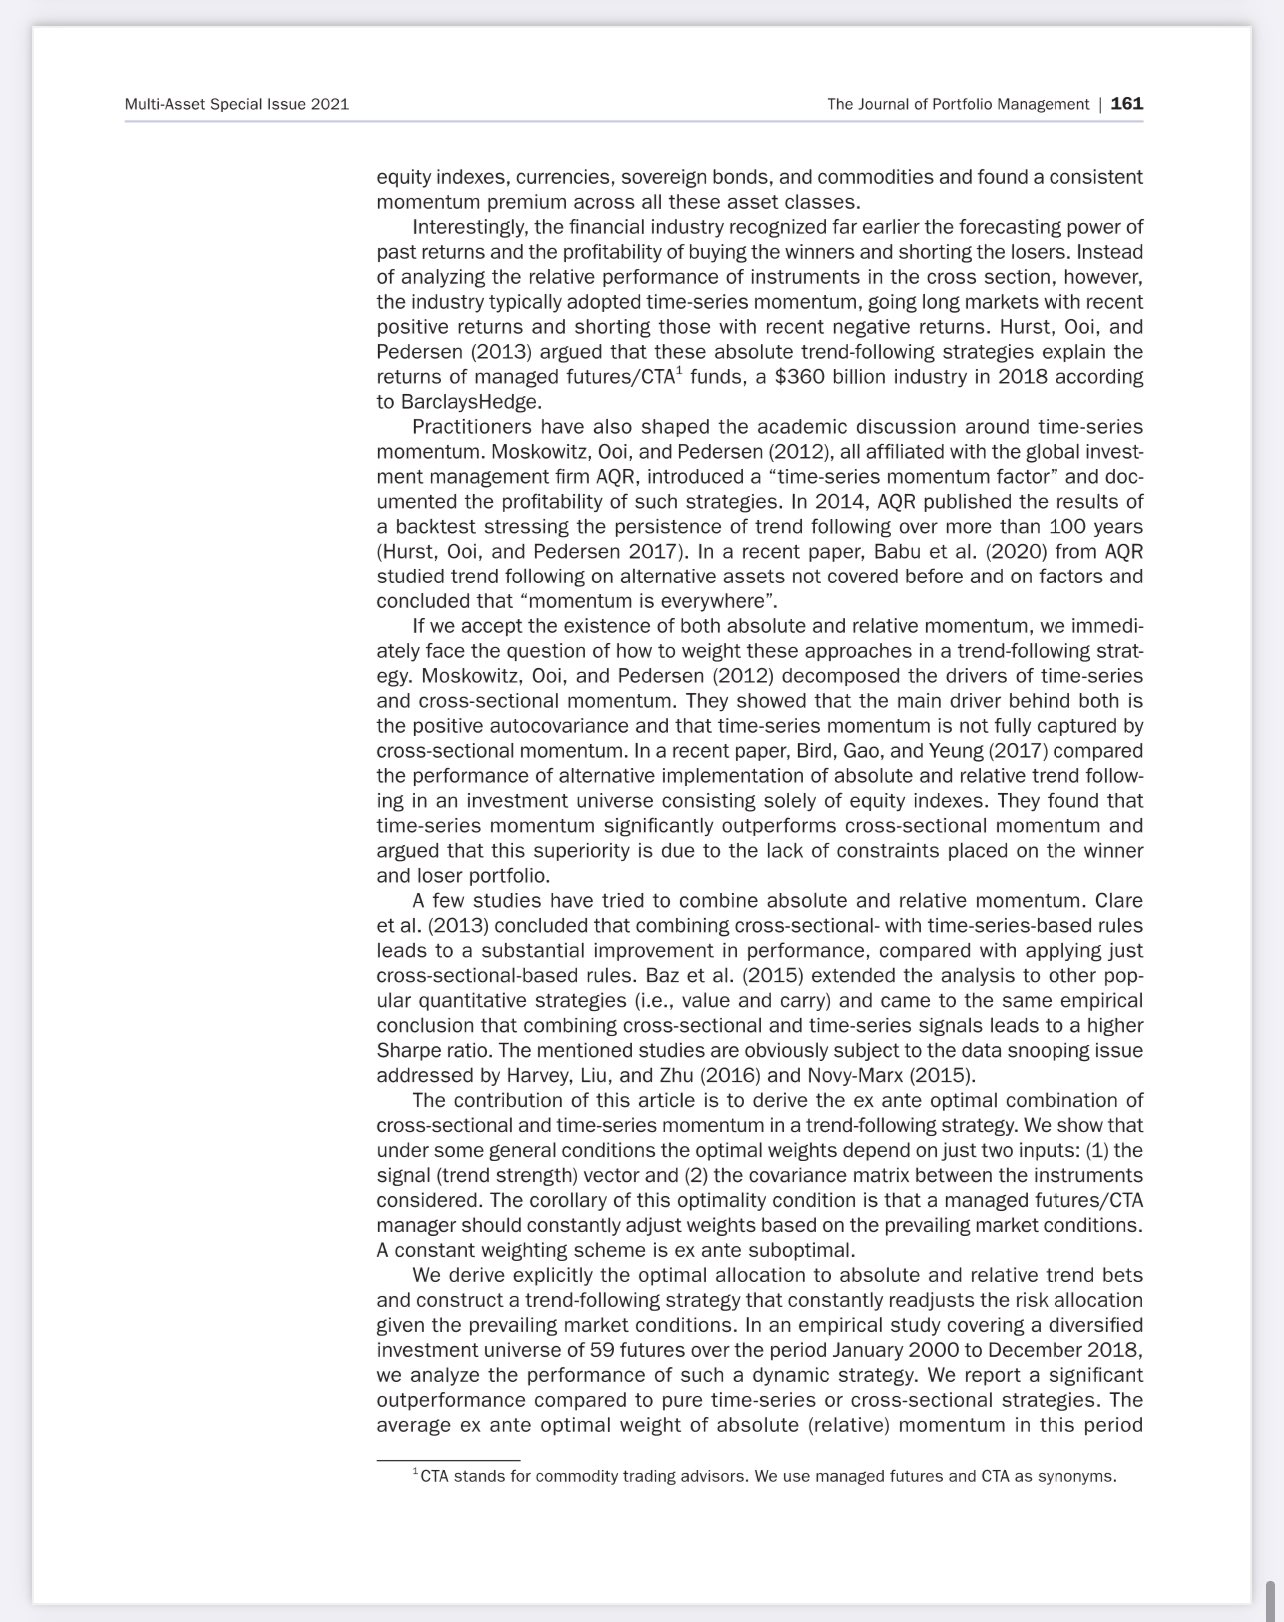 Multi-Asset Special Issue 2021
The Journal of Portfolio Management | 161
equity indexes, currencies, sovereign bonds, and commodities and found a consistent
momentum premium across all these asset classes.
Interestingly, the financial industry recognized far earlier the forecasting power of
past returns and the profitability of buying the winners and shorting the losers. Instead
of analyzing the relative performance of instruments in the cross section, however,
the industry typically adopted time-series momentum, going long markets with recent
positive returns and shorting those with recent negative returns. Hurst, Ooi, and
Pedersen (2013) argued that these absolute trend-following strategies explain the
returns of managed futures/CTA¹ funds, a $360 billion industry in 2018 according
to BarclaysHedge.
Practitioners have also shaped the academic discussion around time-series
momentum. Moskowitz, Ooi, and Pedersen (2012), all affiliated with the global invest-
ment management firm AQR, introduced a “time-series momentum factor” and doc-
umented the profitability of such strategies. In 2014, AQR published the results of
a backtest stressing the persistence of trend following over more than 100 years
(Hurst, Ooi, and Pedersen 2017). In a recent paper, Babu et al. (2020) from AQR
studied trend following on alternative assets not covered before and on factors and
concluded that “momentum is everywhere”.
If we accept the existence of both absolute and relative momentum, we immedi-
ately face the question of how to weight these approaches in a trend-following strat-
egy. Moskowitz, Ooi, and Pedersen (2012) decomposed the drivers of time-series
and cross-sectional momentum. They showed that the main driver behind both is
the positive autocovariance and that time-series momentum is not fully captured by
cross-sectional momentum. In a recent paper, Bird, Gao, and Yeung (2017) compared
the performance of alternative implementation of absolute and relative trend follow-
ing in an investment universe consisting solely of equity indexes. They found that
time-series momentum significantly outperforms cross-sectional momentum and
argued that this superiority is due to the lack of constraints placed on the winner
and loser portfolio.
A few studies have tried to combine absolute and relative momentum. Clare
et al. (2013) concluded that combining cross-sectional- with time-series-based rules
leads to a substantial improvement in performance, compared with applying just
cross-sectional-based rules. Baz et al. (2015) extended the analysis to other pop-
ular quantitative strategies (i.e., value and carry) and came to the same empirical
conclusion that combining cross-sectional and time-series signals leads to a higher
Sharpe ratio. The mentioned studies are obviously subject to the data snooping issue
addressed by Harvey, Liu, and Zhu (2016) and Novy-Marx (2015).
The contribution of this article is to derive the ex ante optimal combination of
cross-sectional and time-series momentum in a trend-following strategy. We show that
under some general conditions the optimal weights depend on just two inputs: (1) the
signal (trend strength) vector and (2) the covariance matrix between the instruments
considered. The corollary of this optimality condition is that a managed futures/CTA
manager should constantly adjust weights based on the prevailing market conditions.
A constant weighting scheme is ex ante suboptimal.
We derive explicitly the optimal allocation to absolute and relative trend bets
and construct a trend-following strategy that constantly readjusts the risk allocation
given the prevailing market conditions. In an empirical study covering a diversified
investment universe of 59 futures over the period January 2000 to December 2018,
we analyze the performance of such a dynamic strategy. We report a significant
outperformance compared to pure time-series or cross-sectional strategies. The
average ex ante optimal weight of absolute (relative) momentum in this period
¹CTA stands for commodity trading advisors. We use managed futures and CTA as synonyms.